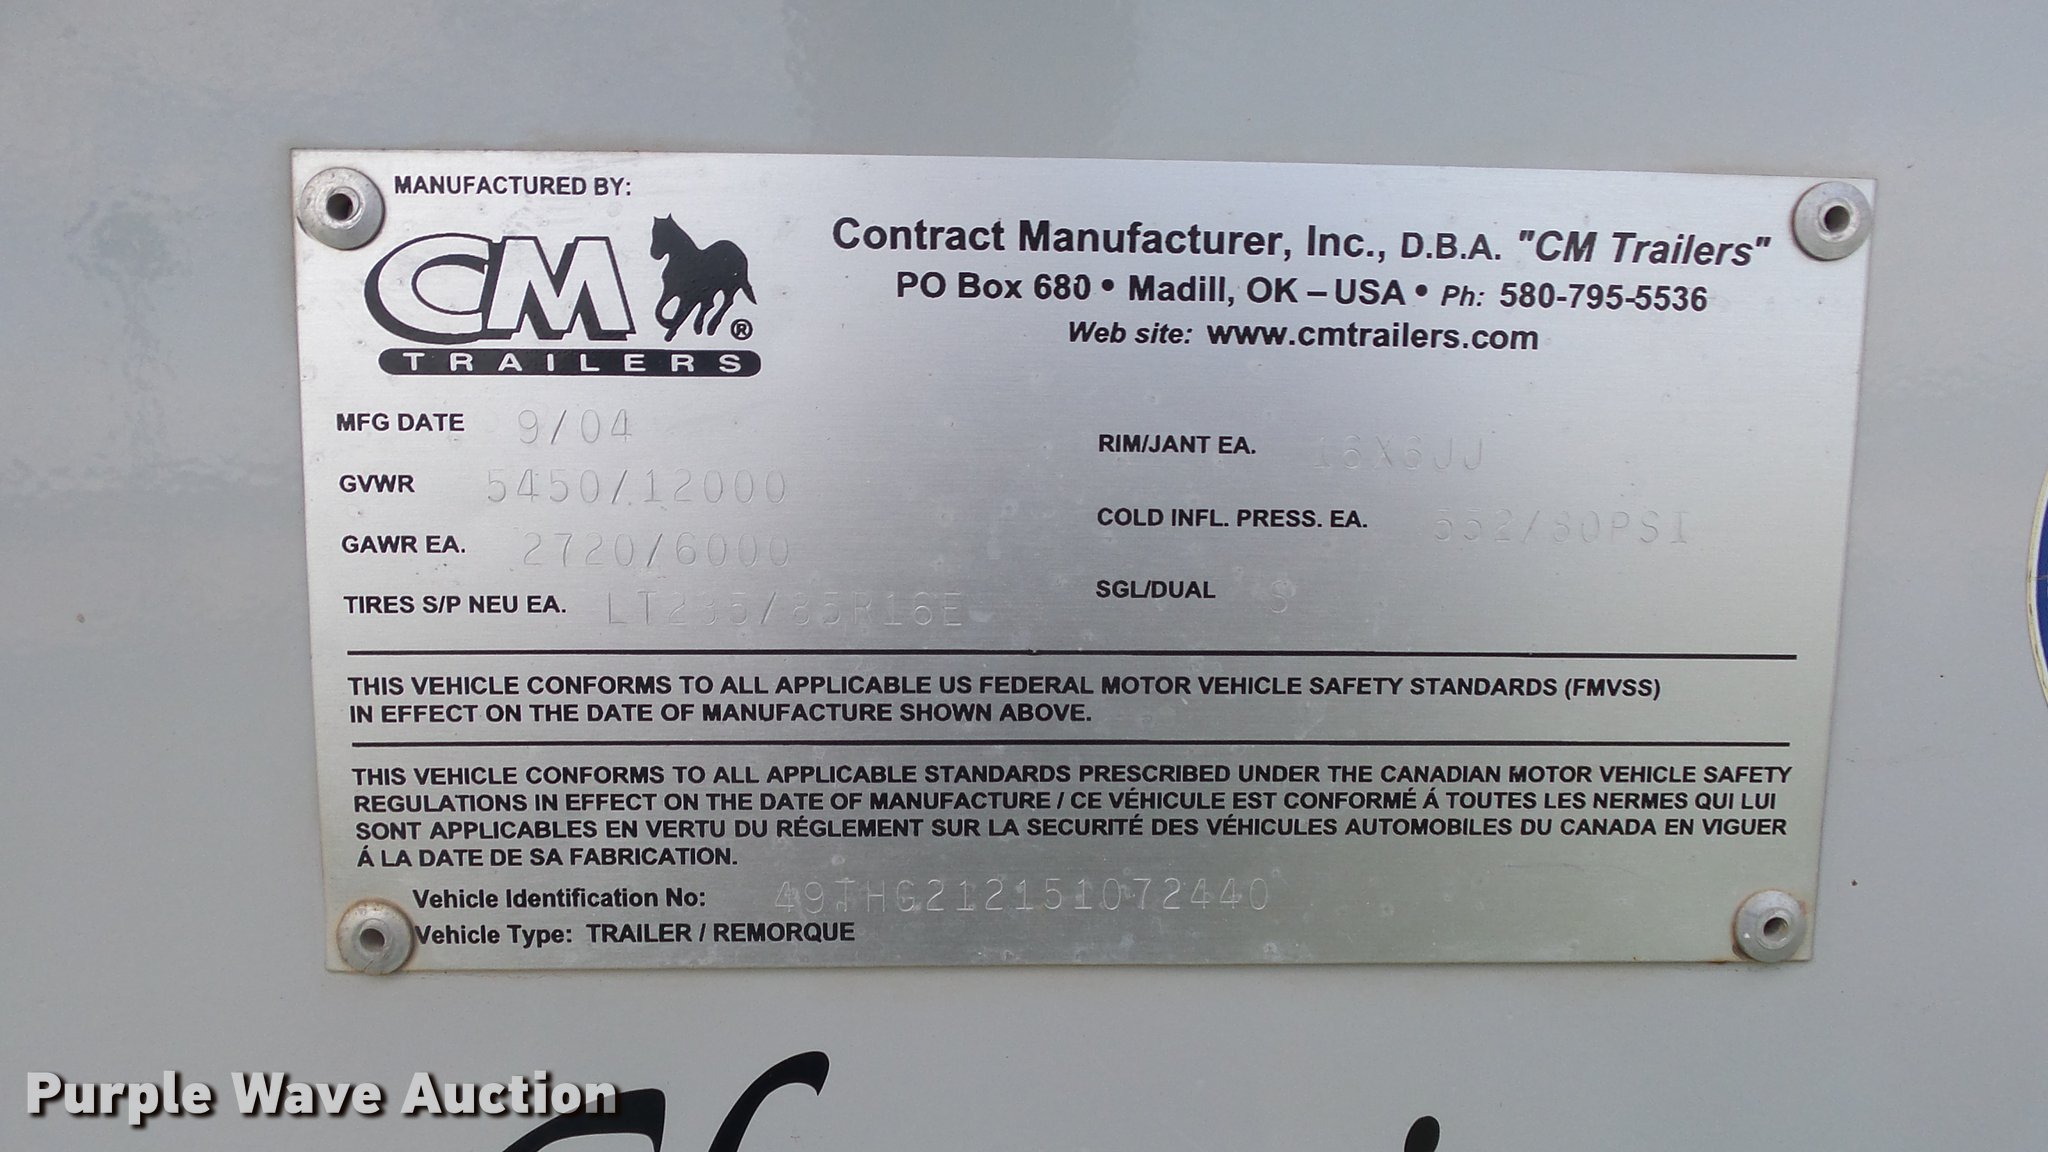 MANUFACTURED BY:
CM
TRAILERS
®
Contract Manufacturer, Inc., D.B.A. "CM Trailers"
PO Box 680 • Madill, OK – USA • Ph: 580-795-5536
Web site: www.cmtrailers.com
MFG DATE 9/04
GVWR 5450/12000
GAWR EA. 2720/6000
TIRES S/P NEU EA. LT235/85R16E
RIM/JANT EA. 16X6JJ
COLD INFL. PRESS. EA.
SGL/DUAL S
THIS VEHICLE CONFORMS TO ALL APPLICABLE US FEDERAL MOTOR VEHICLE SAFETY STANDARDS (FMVSS)
IN EFFECT ON THE DATE OF MANUFACTURE SHOWN ABOVE.
THIS VEHICLE CONFORMS TO ALL APPLICABLE STANDARDS PRESCRIBED UNDER THE CANADIAN MOTOR VEHICLE SAFETY
REGULATIONS IN EFFECT ON THE DATE OF MANUFACTURE / CE VÉHICULE EST CONFORMÉ Á TOUTES LES NERMES QUI LUI
SONT APPLICABLES EN VERTU DU RÉGLEMENT SUR LA SECURITÉ DES VÉHICULES AUTOMOBILES DU CANADA EN VIGUER
Á LA DATE DE SA FABRICATION.
Vehicle Identification No: 49THG212151072440
Vehicle Type: TRAILER / REMORQUE
Purple Wave Auction